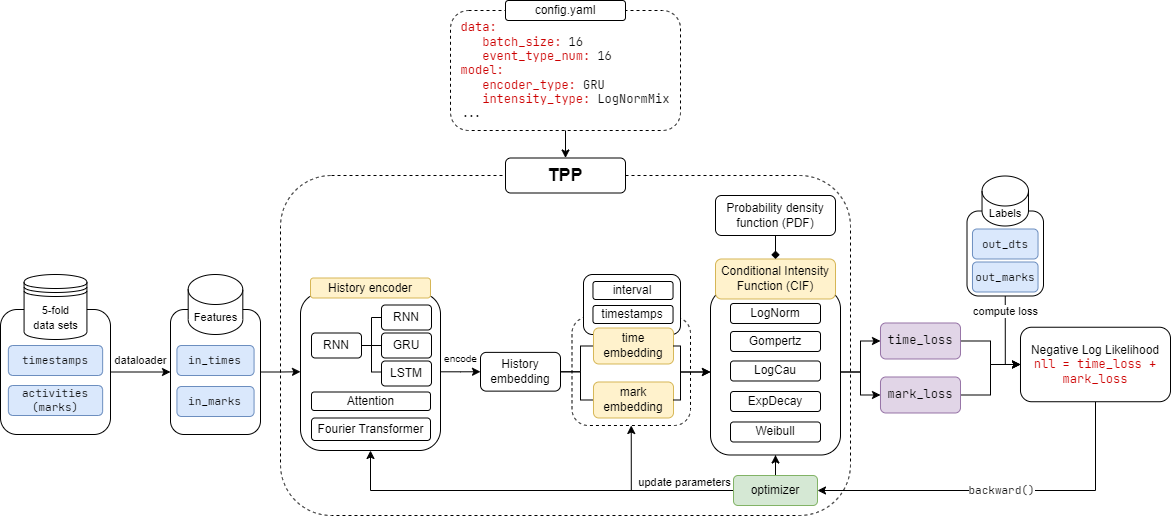 config.yaml
data:
batch_size: 16
event_type_num: 16
model:
encoder_type: GRU
intensity_type: LogNormMix
...
TPP
5-fold
data sets
timestamps
activities
(marks)
dataloader
Features
in_times
in_marks
History encoder
RNN
RNN
GRU
LSTM
Attention
Fourier Transformer
encode
History
embedding
interval
timestamps
time
embedding
mark
embedding
Probability density
function (PDF)
Conditional Intensity
Function (CIF)
LogNorm
Gompertz
LogCau
ExpDecay
Weibull
time_loss
mark_loss
Labels
out_dts
out_marks
compute loss
Negative Log Likelihood
nll = time_loss +
mark_loss
backward()
optimizer
update parameters